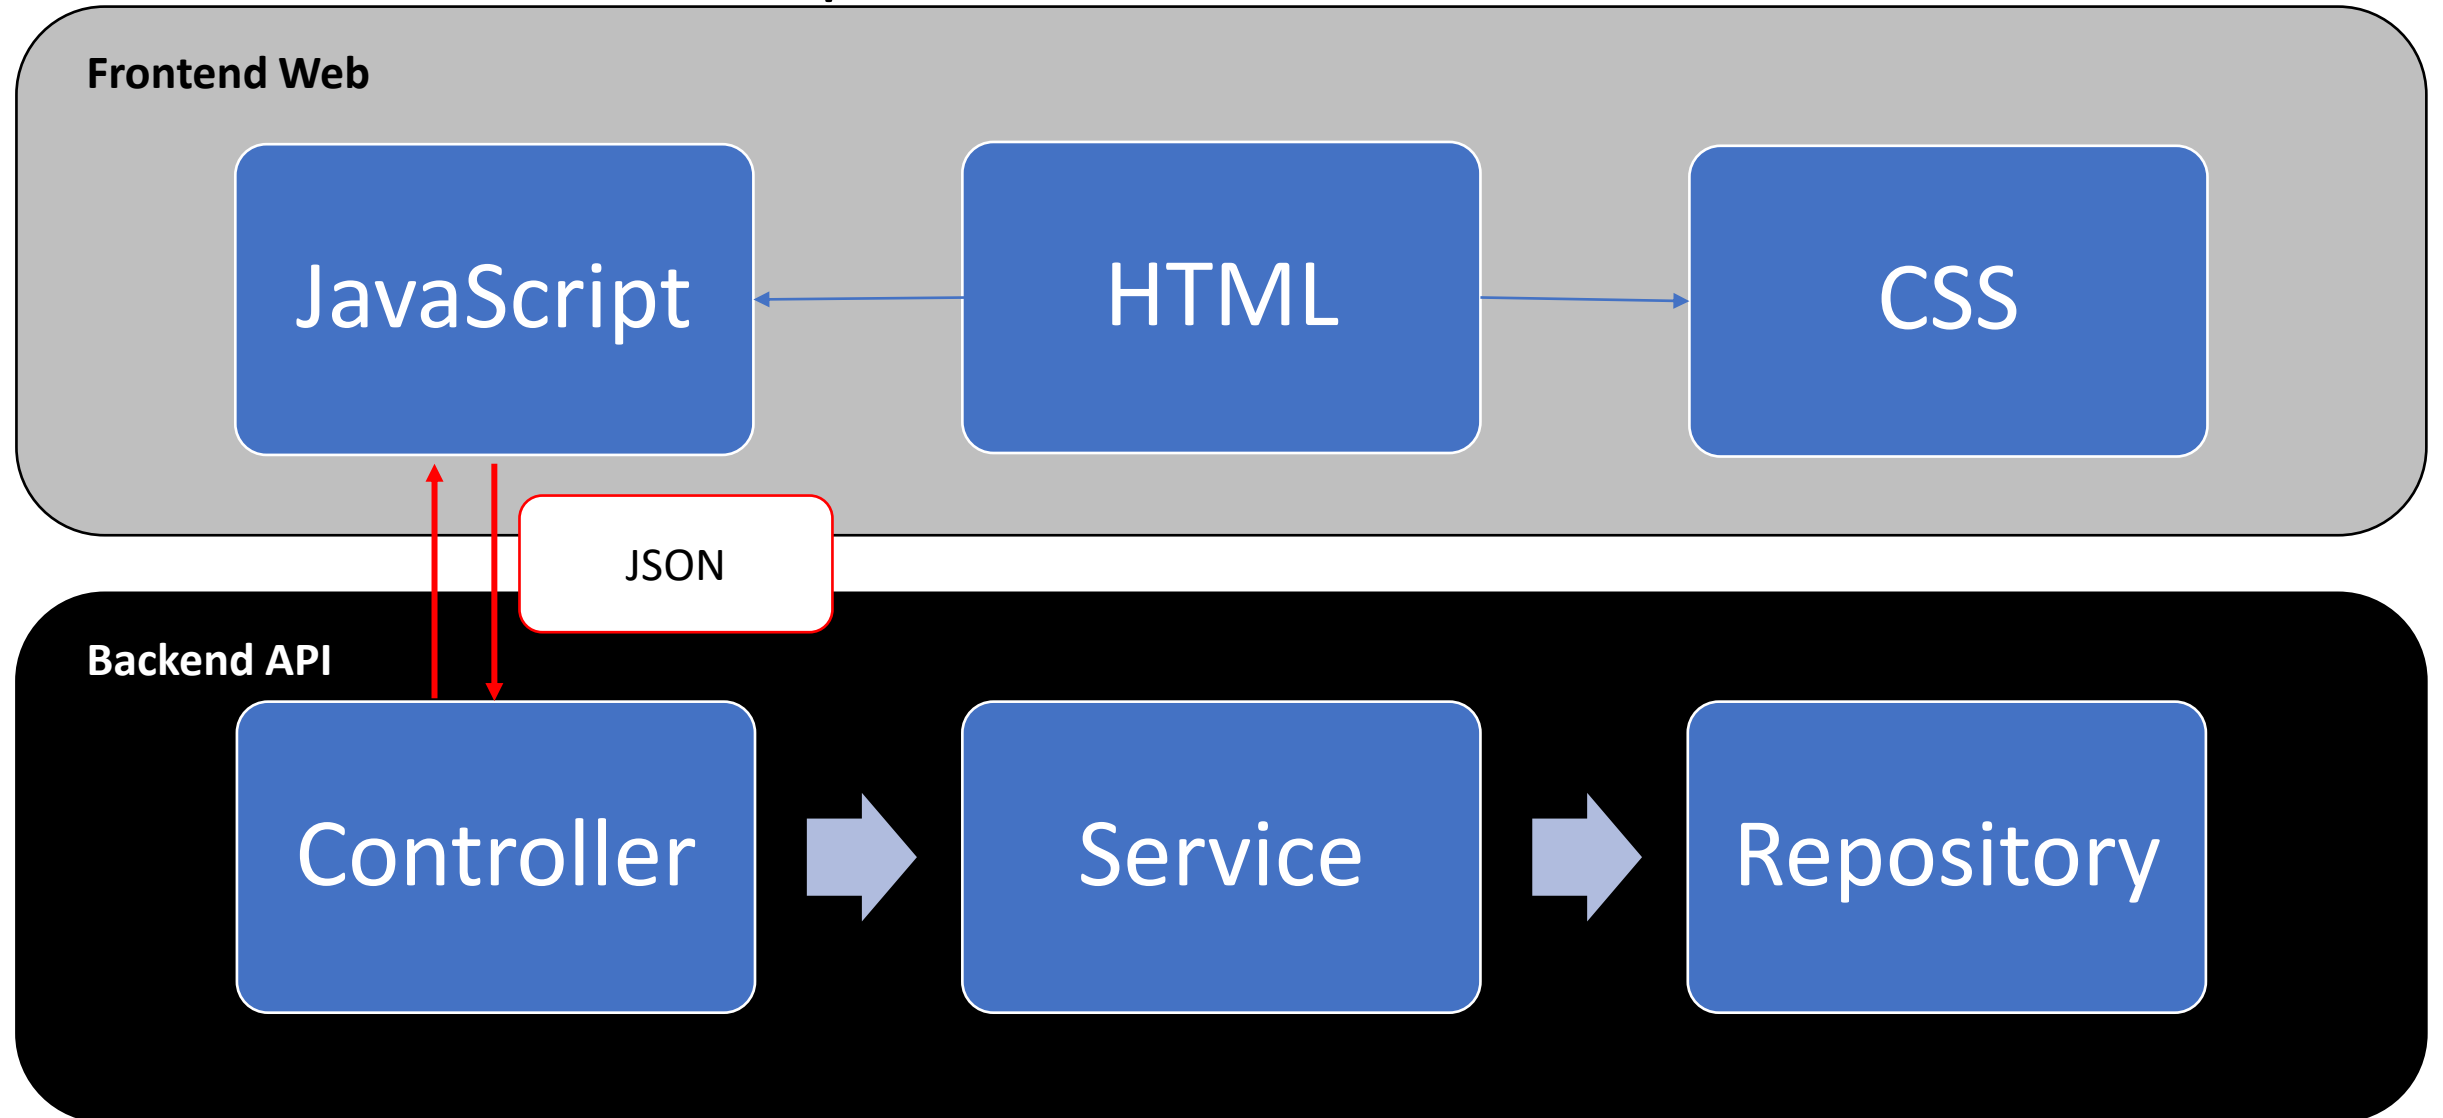 Frontend Web
JavaScript
HTML
CSS
JSON
Backend API
Controller
Service
Repository